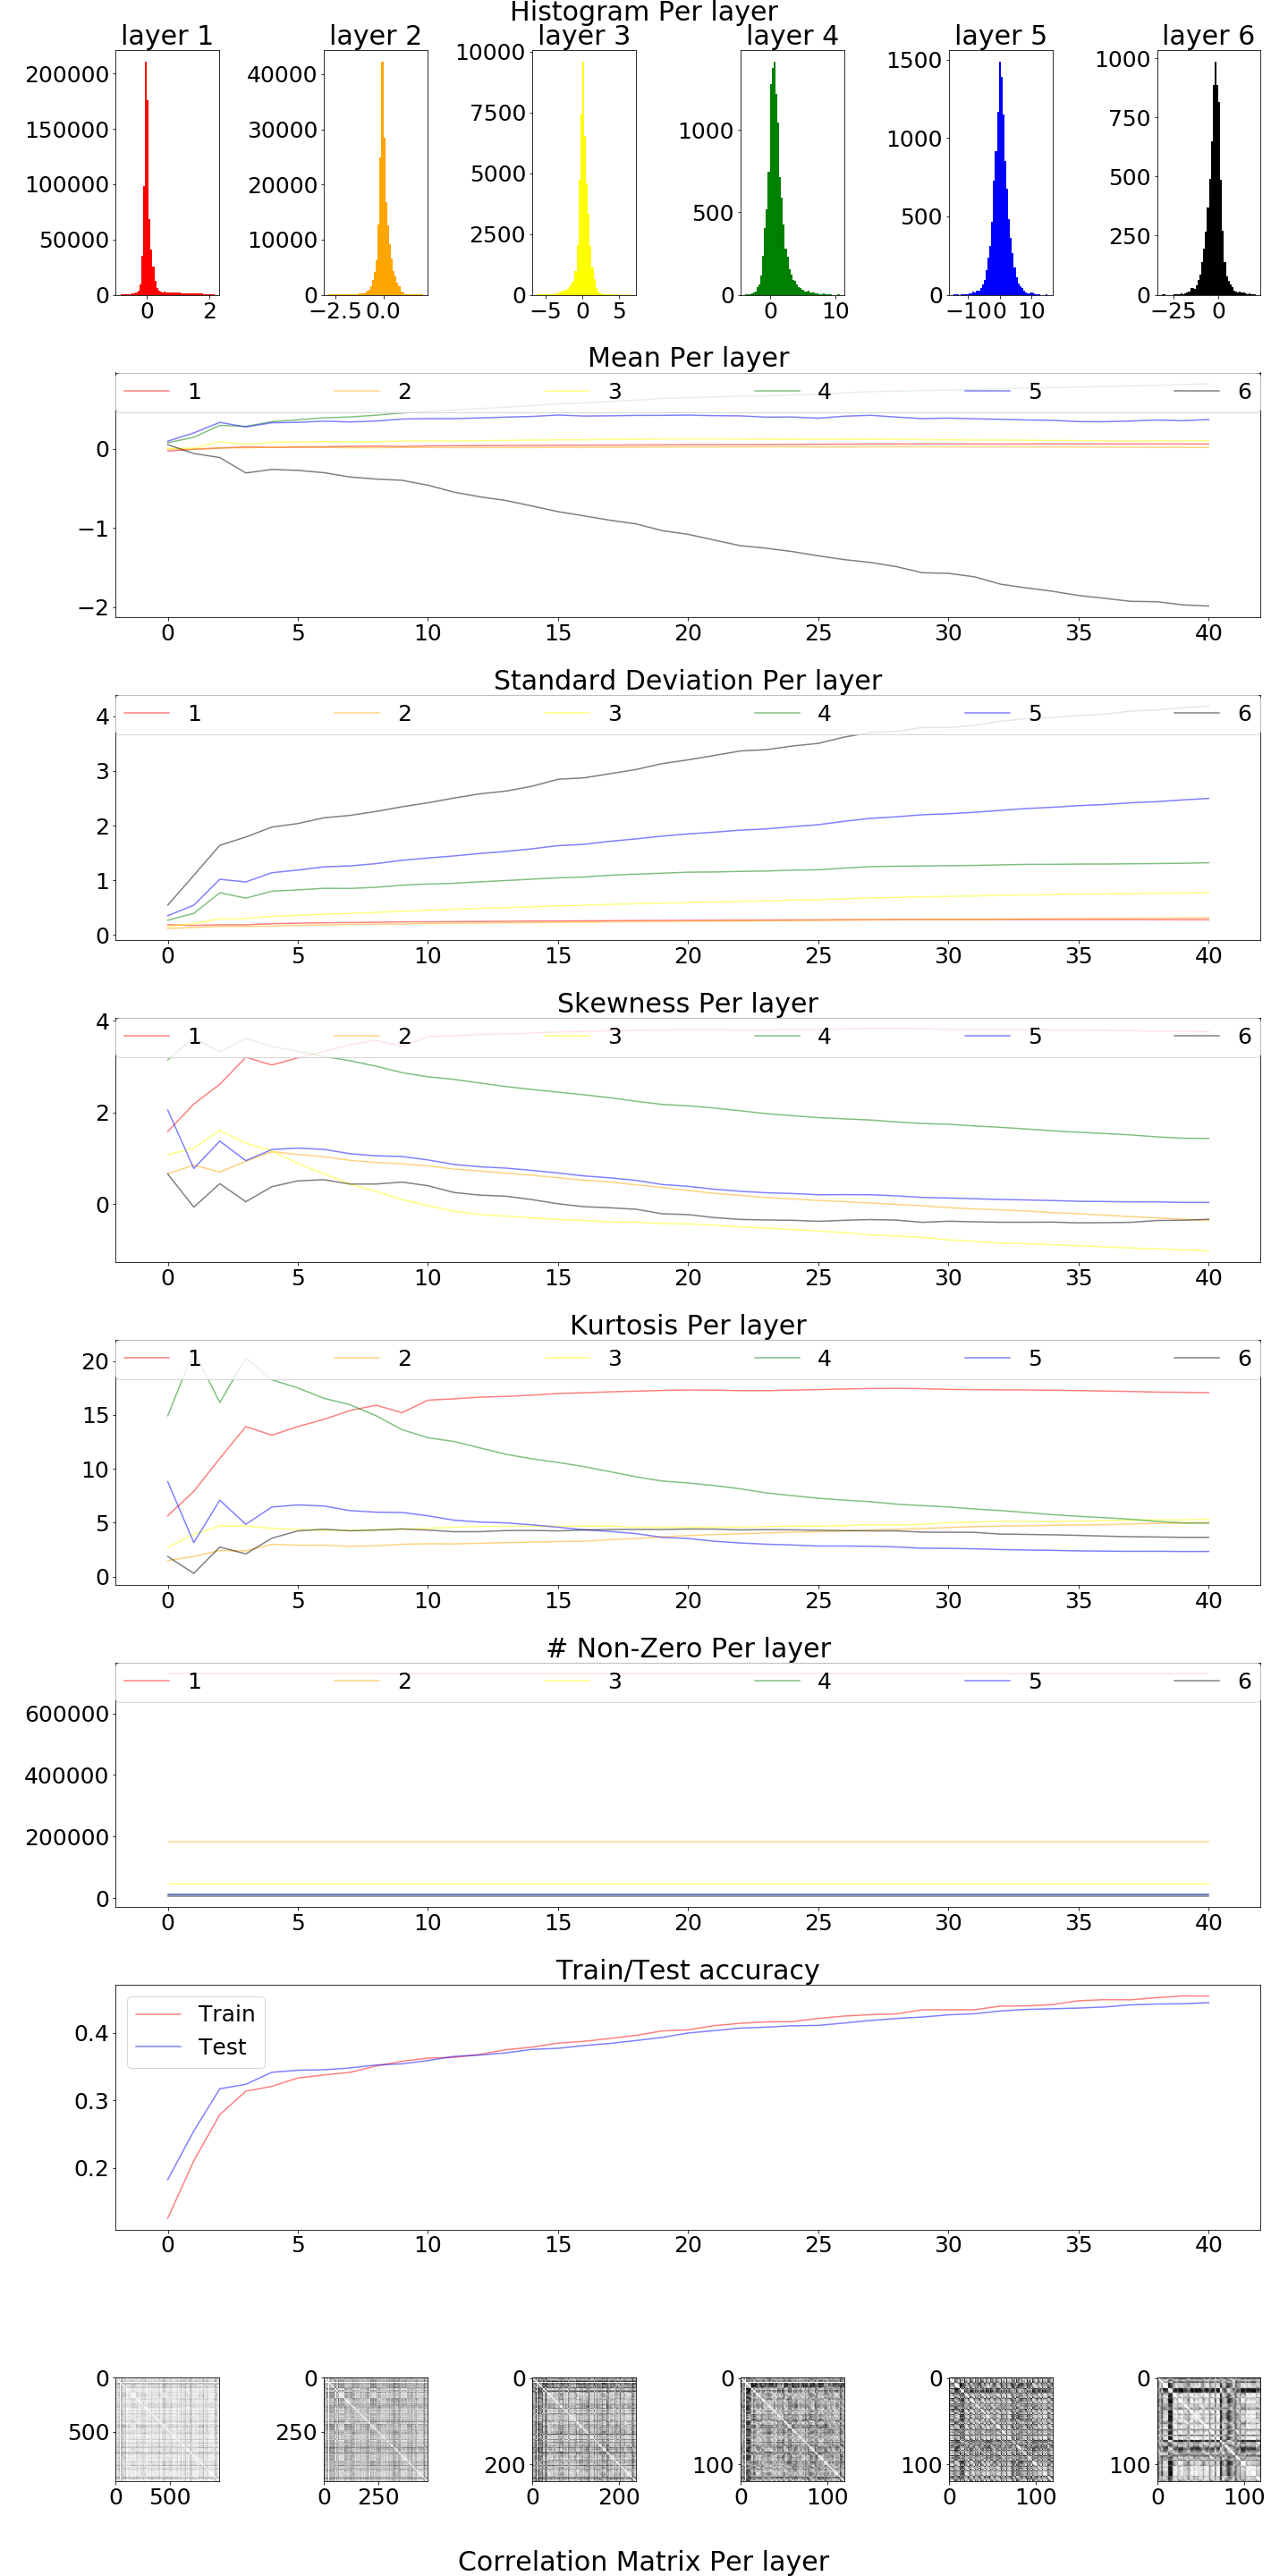 Histogram Per layer
layer 1 layer 2 layer 3 layer 4 layer 5 layer 6
200000 150000 100000 50000 0 0 2
40000 30000 20000 10000 0 −2.5 0.0
10000 7500 5000 2500 0 −5 0 5
1000 500 0 0 10
1500 1000 500 0 −10 0 10
1000 750 500 250 0 −25 0
Mean Per layer
1 2 3 4 5 6
0
−1
−2
0 5 10 15 20 25 30 35 40
Standard Deviation Per layer
1 2 3 4 5 6
4
3
2
1
0
0 5 10 15 20 25 30 35 40
Skewness Per layer
1 2 3 4 5 6
4
2
0
0 5 10 15 20 25 30 35 40
Kurtosis Per layer
1 2 3 4 5 6
20
15
10
5
0
0 5 10 15 20 25 30 35 40
# Non-Zero Per layer
1 2 3 4 5 6
600000
400000
200000
0
0 5 10 15 20 25 30 35 40
Train/Test accuracy
Train
Test
0.4
0.3
0.2
0 5 10 15 20 25 30 35 40
0 500 0 500
0 250 0 250
0 200 0 200
0 100 0 100
0 100 0 100
0 100 0 100
Correlation Matrix Per layer